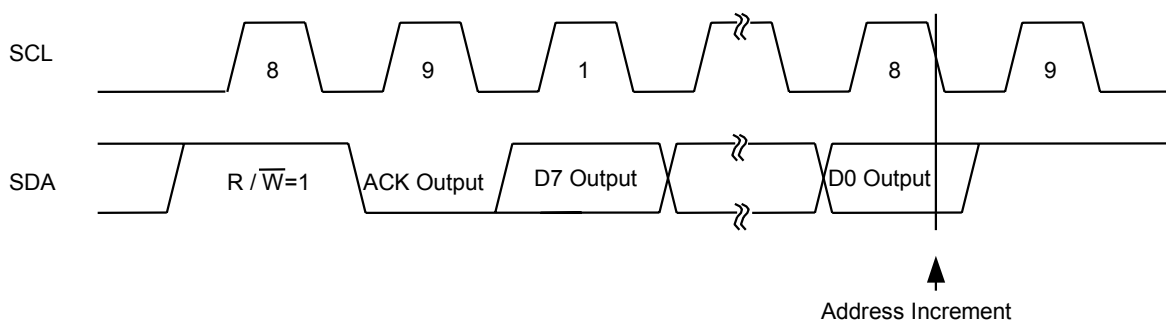 SCL
8
9
1
8
9
SDA
R / W̅=1
ACK Output
D7 Output
D0 Output
Address Increment